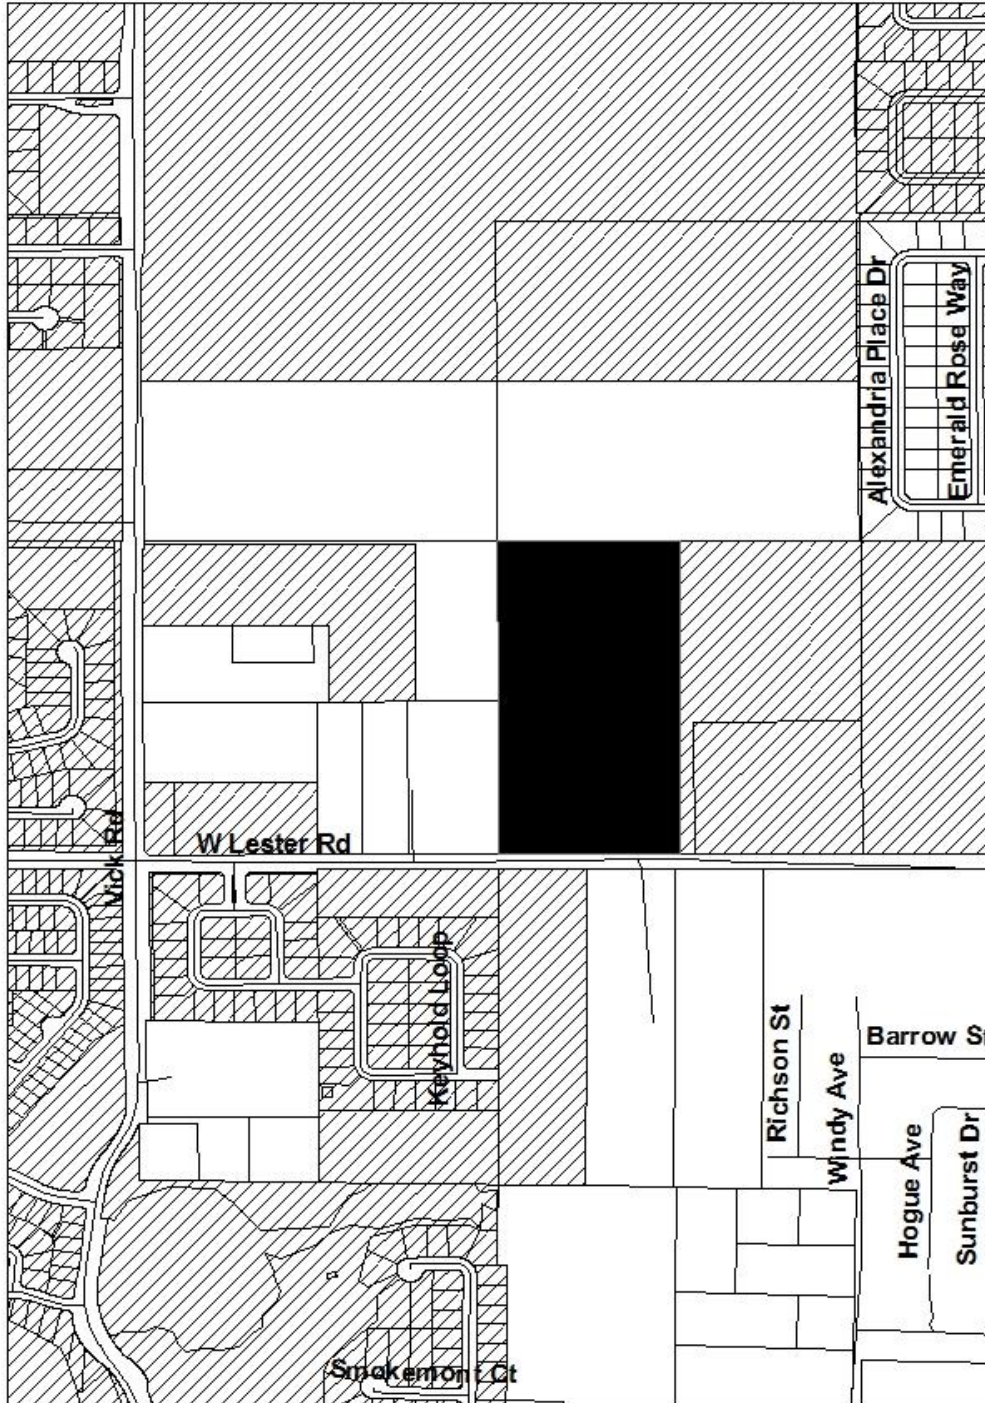 Alexandria Place Dr
Emerald Rose Way
Vick Rd
W Lester Rd
Keyhold Loop
Richson St
Windy Ave
Barrow St
Hogue Ave
Sunburst Dr
Smokemont Ct